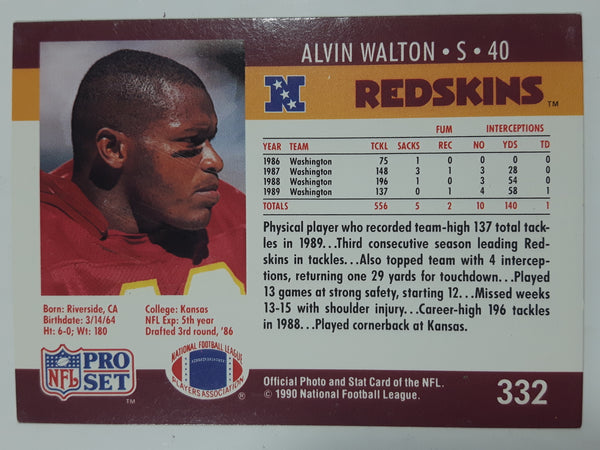 ALVIN WALTON • S • 40
N
REDSKINS TM
FUM INTERCEPTIONS
YEAR TEAM TCKL SACKS REC NO YDS TD
1986 Washington 75 1 0 0 0 0
1987 Washington 148 3 1 3 28 0
1988 Washington 196 1 0 3 54 0
1989 Washington 137 0 1 4 58 1
TOTALS 556 5 2 10 140 1
Physical player who recorded team-high 137 total tack-
les in 1989...Third consecutive season leading Red-
skins in tackles...Also topped team with 4 intercep-
tions, returning one 29 yards for touchdown...Played
13 games at strong safety, starting 12...Missed weeks
13-15 with shoulder injury...Career-high 196 tackles
in 1988...Played cornerback at Kansas.
Born: Riverside, CA
Birthdate: 3/14/64
Ht: 6-0; Wt: 180
College: Kansas
NFL Exp: 5th year
Drafted 3rd round, '86
NFL
PRO
SET
TM
NATIONAL FOOTBALL LEAGUE
PLAYERS ASSOCIATION
®
Official Photo and Stat Card of the NFL.
© 1990 National Football League.
332